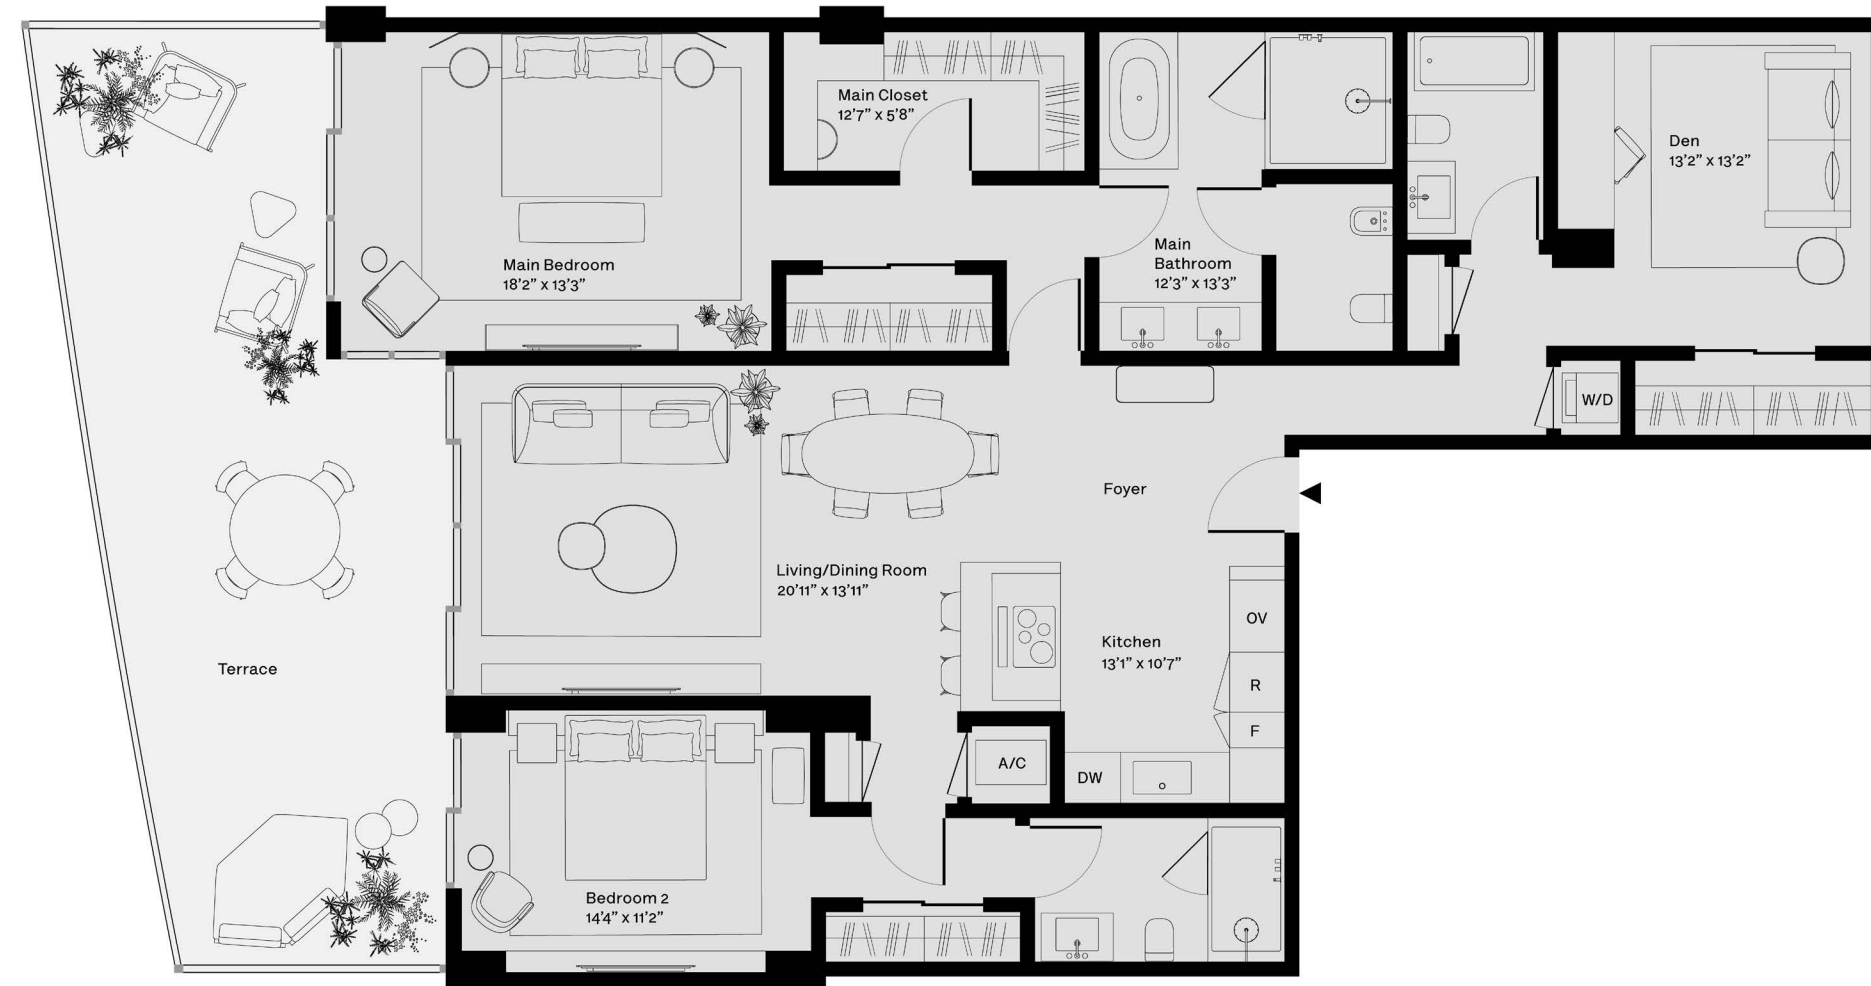 Main Closet
12’7” x 5’8”
Den
13’2” x 13’2”
Main Bedroom
18’2” x 13’3”
Main
Bathroom
12’3” x 13’3”
W/D
Foyer
Living/Dining Room
20’11” x 13’11”
OV
Kitchen
13’1” x 10’7”
Terrace
R
F
A/C
DW
Bedroom 2
14’4” x 11’2”